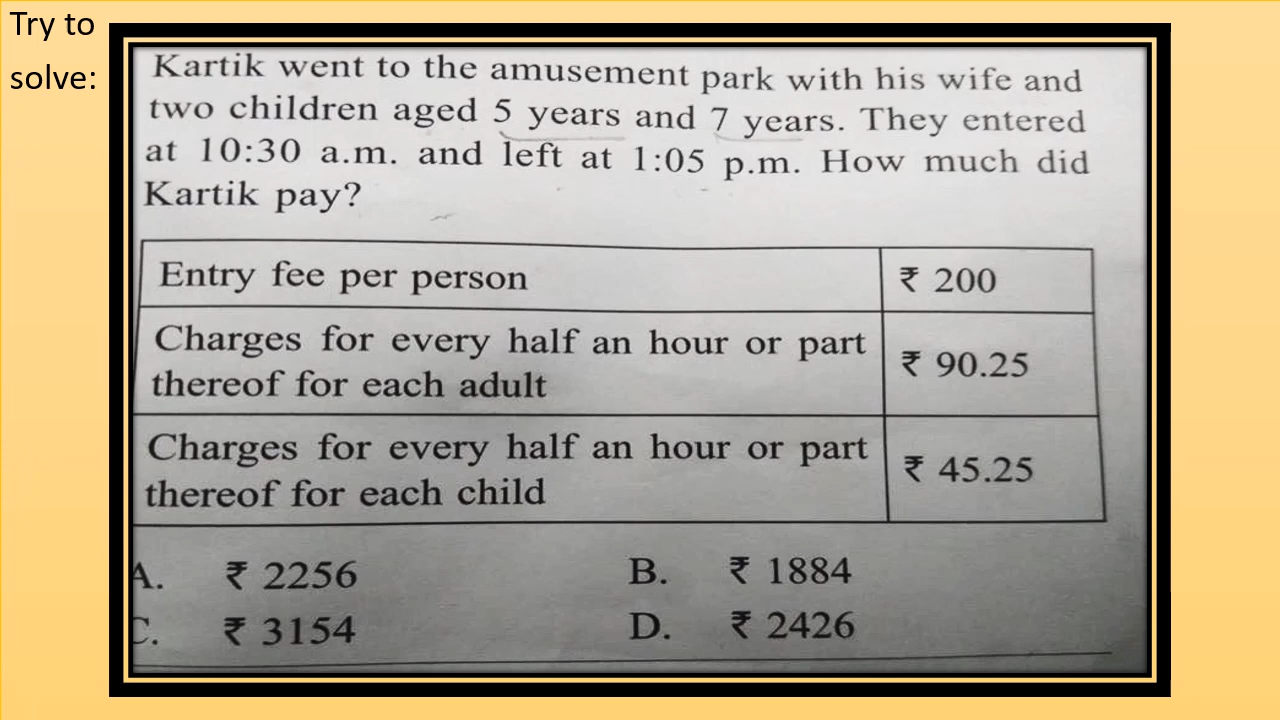 Try to
solve:
Kartik went to the amusement park with his wife and
two children aged 5 years and 7 years. They entered
at 10:30 a.m. and left at 1:05 p.m. How much did
Kartik pay?
Entry fee per person ₹ 200
Charges for every half an hour or part
thereof for each adult ₹ 90.25
Charges for every half an hour or part
thereof for each child ₹ 45.25
A. ₹ 2256 B. ₹ 1884
C. ₹ 3154 D. ₹ 2426